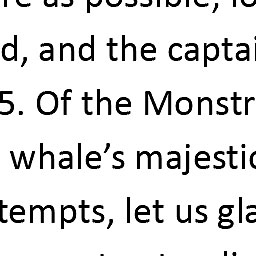 re as possible, lo
d, and the captai
5. Of the Monstr
whale’s majestic
tempts, let us gla